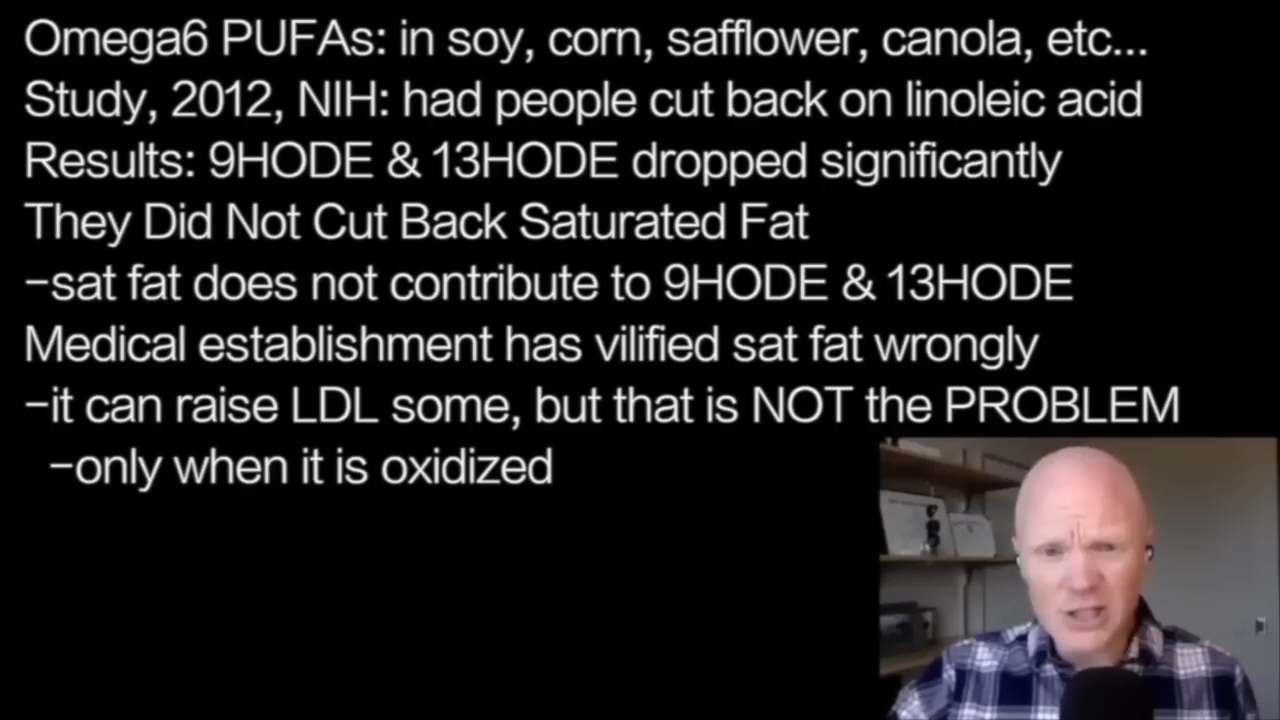 Omega6 PUFAs: in soy, corn, safflower, canola, etc...
Study, 2012, NIH: had people cut back on linoleic acid
Results: 9HODE & 13HODE dropped significantly
They Did Not Cut Back Saturated Fat
−sat fat does not contribute to 9HODE & 13HODE
Medical establishment has vilified sat fat wrongly
−it can raise LDL some, but that is NOT the PROBLEM
−only when it is oxidized